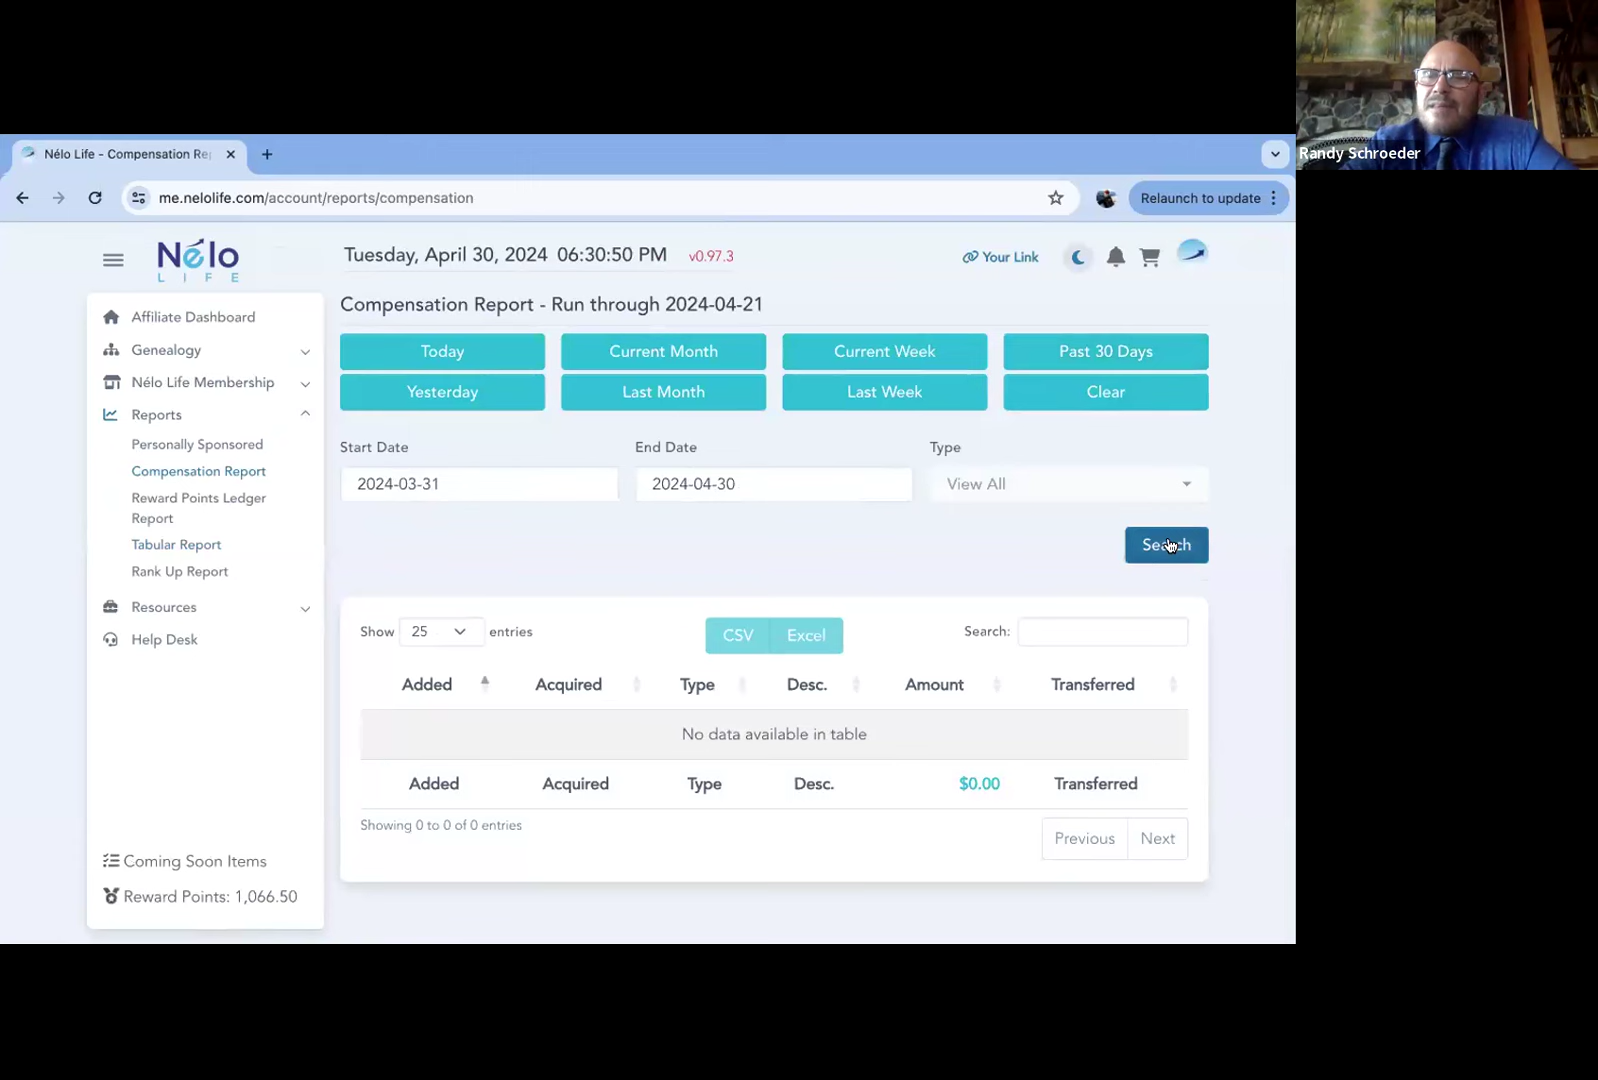 Randy Schroeder
Nélo Life - Compensation Re
me.nelolife.com/account/reports/compensation
Relaunch to update
Nélo
LIFE
Tuesday, April 30, 2024 06:30:50 PM v0.97.3
Your Link
Affiliate Dashboard
Genealogy
Nélo Life Membership
Reports
Personally Sponsored
Compensation Report
Reward Points Ledger
Report
Tabular Report
Rank Up Report
Resources
Help Desk
Coming Soon Items
Reward Points: 1,066.50
Compensation Report - Run through 2024-04-21
Today Current Month Current Week Past 30 Days
Yesterday Last Month Last Week Clear
Start Date End Date Type
2024-03-31 2024-04-30 View All
Search
Show 25 entries CSV Excel Search:
Added Acquired Type Desc. Amount Transferred
No data available in table
Added Acquired Type Desc. $0.00 Transferred
Showing 0 to 0 of 0 entries
Previous Next